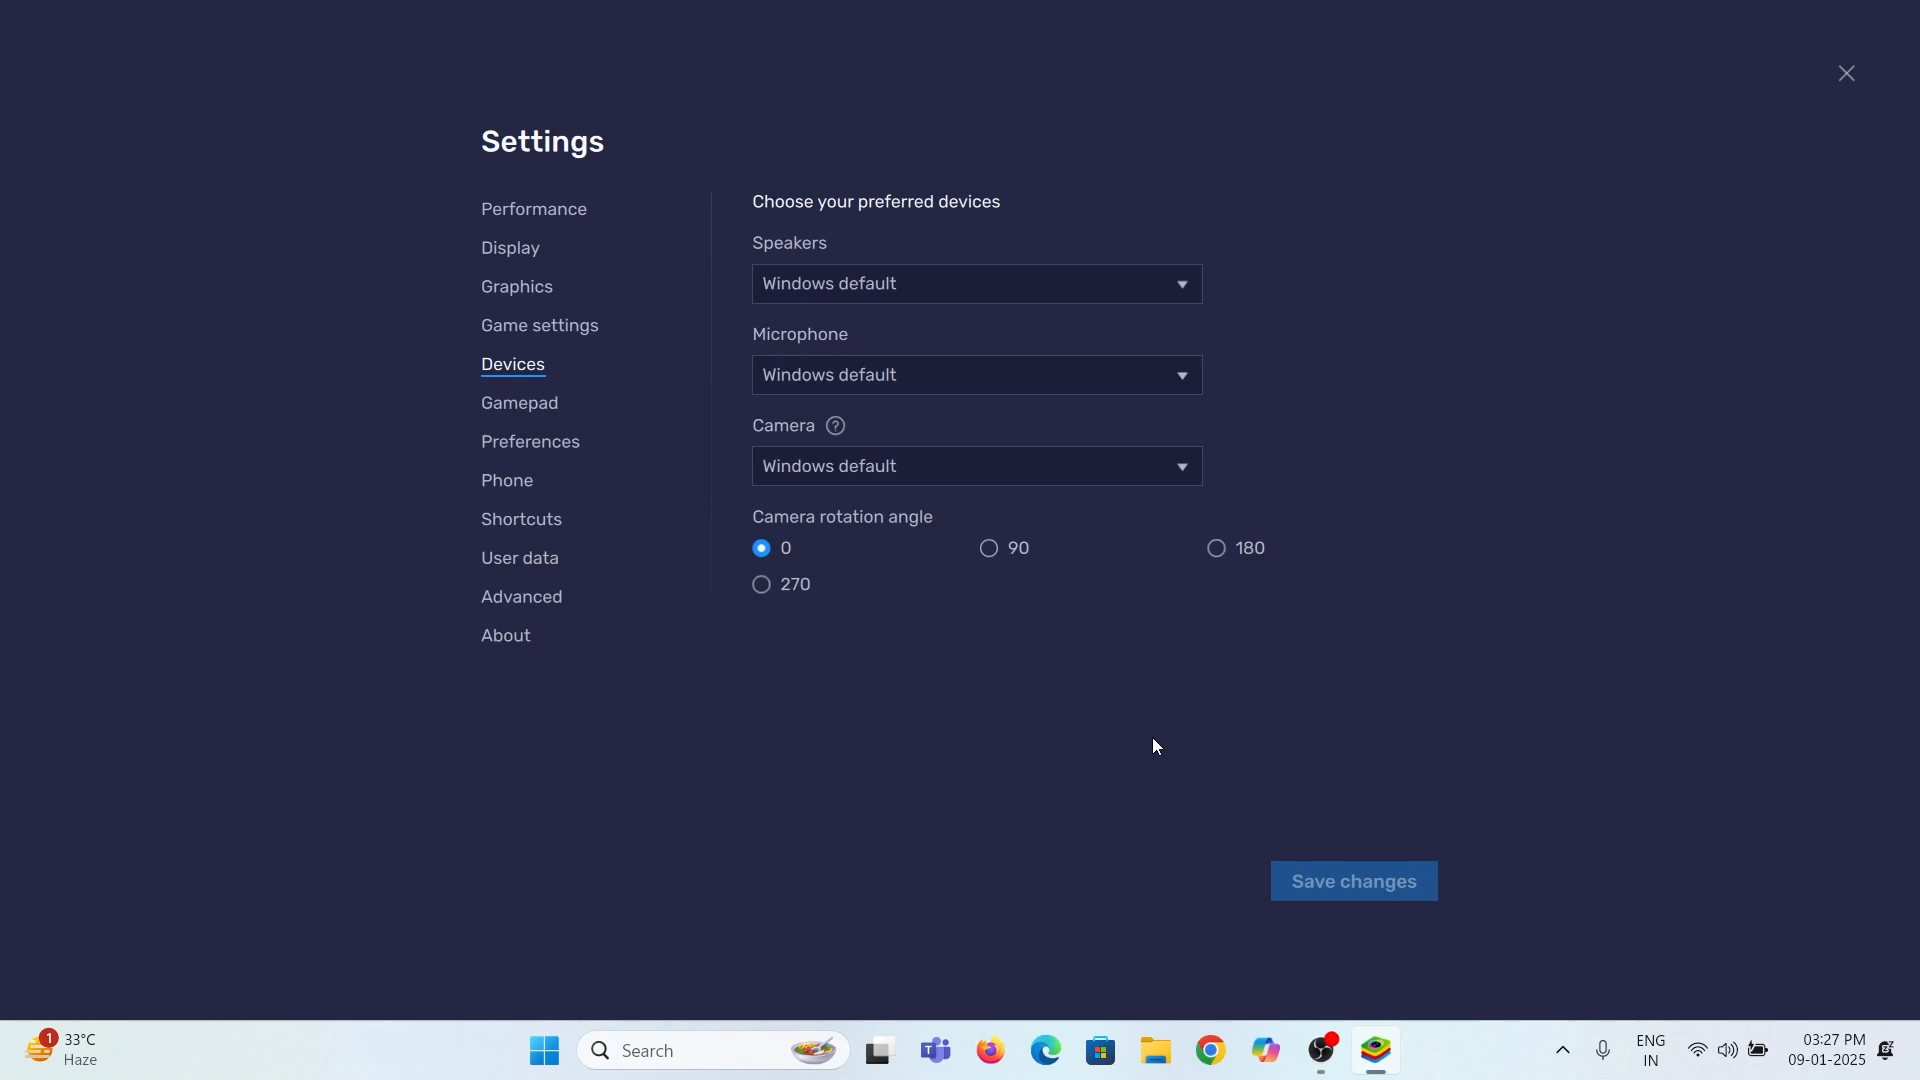 Settings
Performance
Display
Graphics
Game settings
Devices
Gamepad
Preferences
Phone
Shortcuts
User data
Advanced
About
Choose your preferred devices
Speakers
Windows default
Microphone
Windows default
Camera ?
Windows default
Camera rotation angle
0 90 180
270
Save changes
1
33°C
Haze
Search
ENG
IN
03:27 PM
09-01-2025